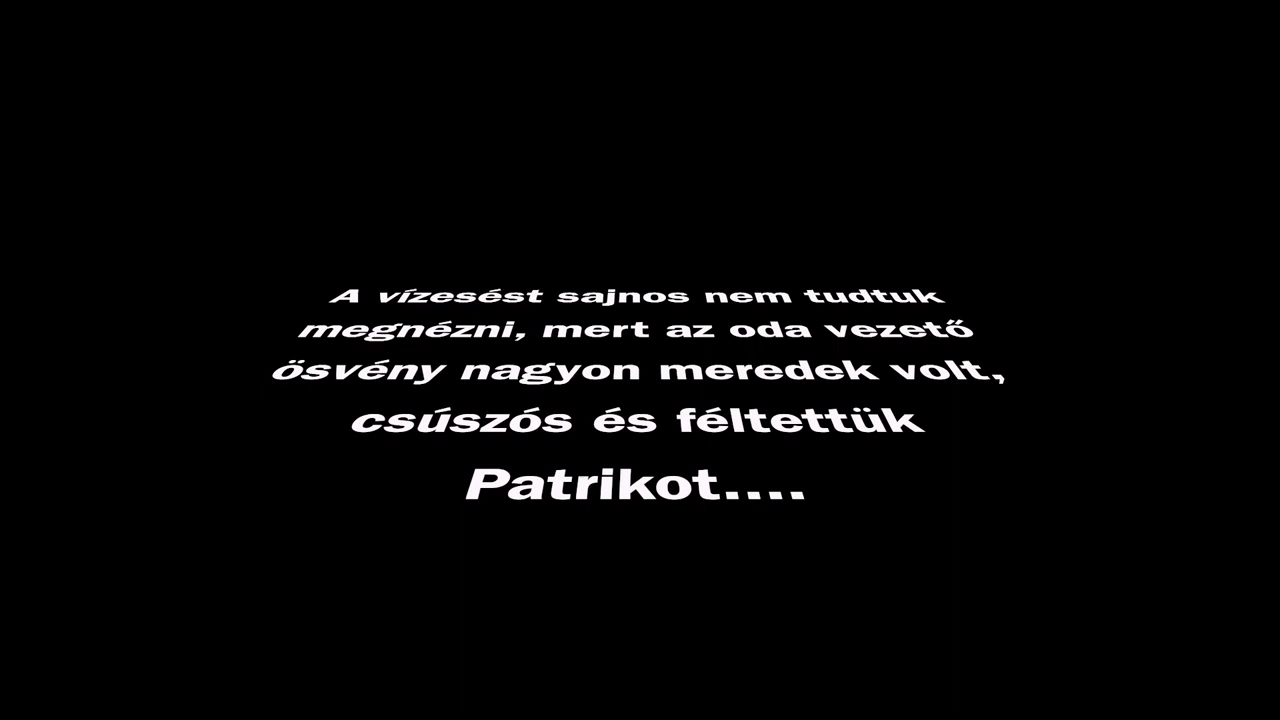 A vízesést sajnos nem tudtuk
megnézni, mert az oda vezető
ösvény nagyon meredek volt,
csúszós és féltettük
Patrikot....